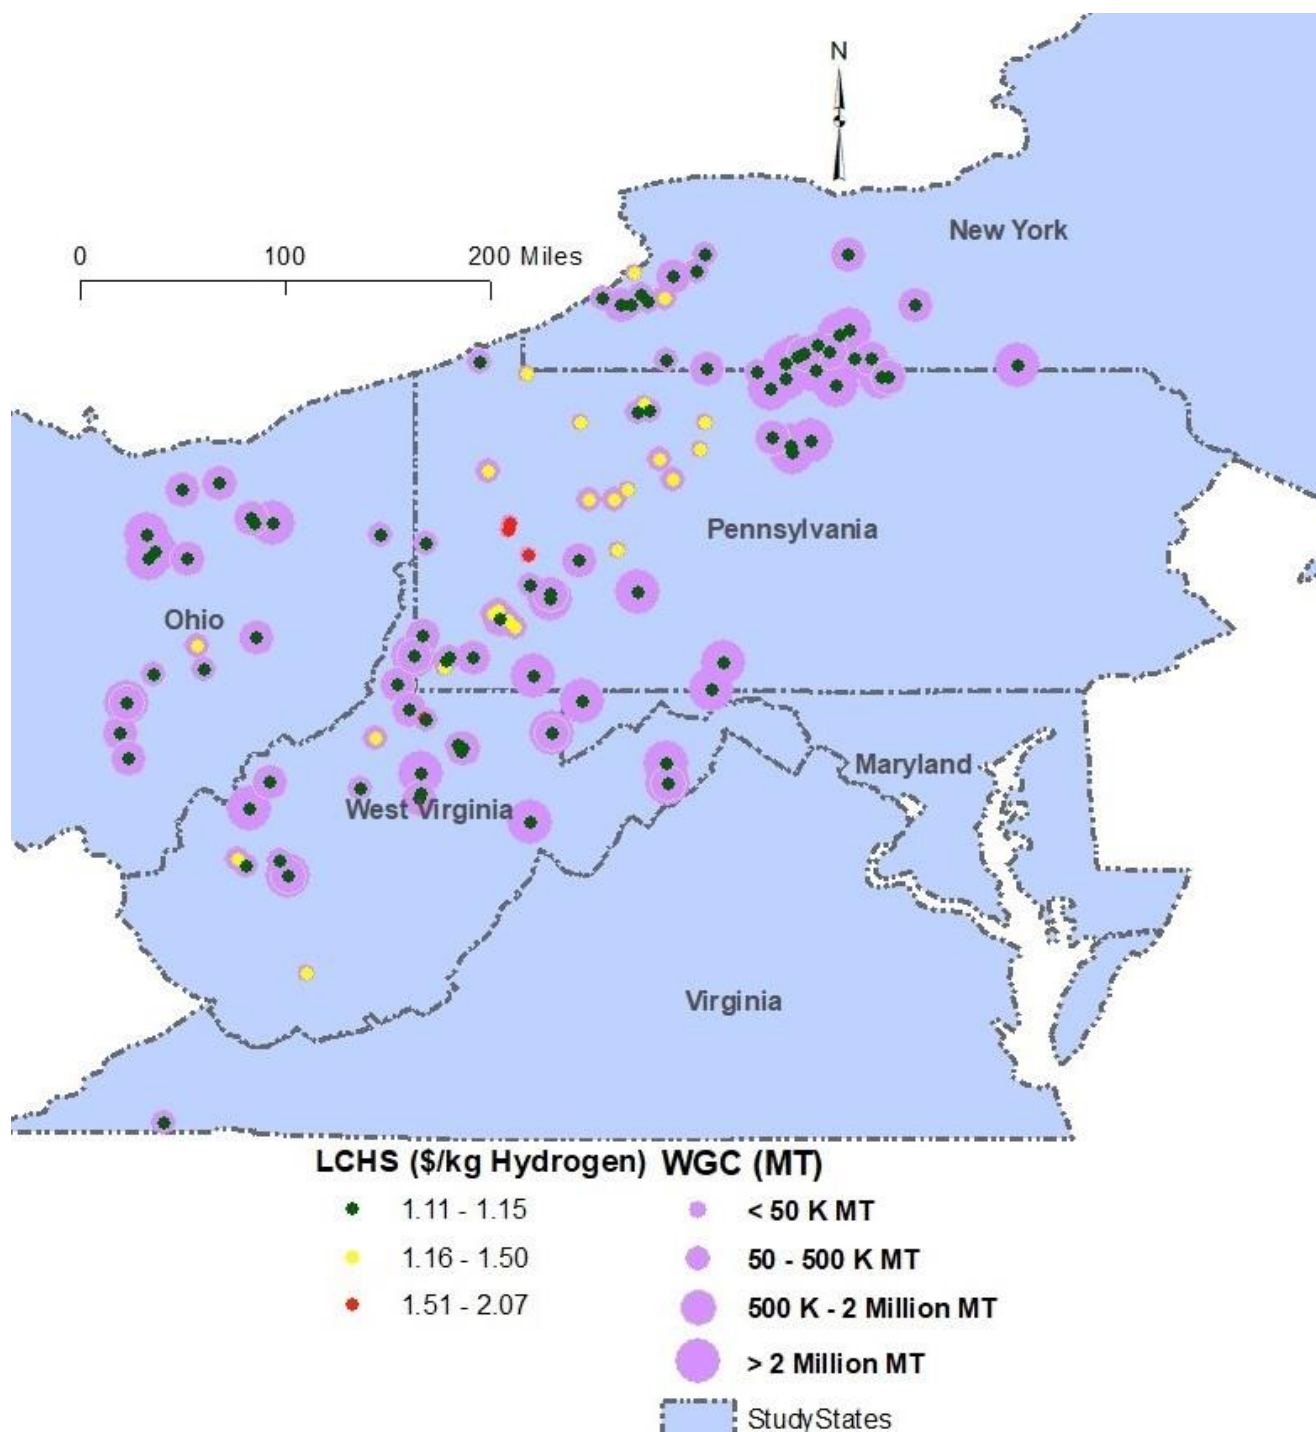 N
New York
0 100 200 Miles
Pennsylvania
Ohio
Maryland
West Virginia
Virginia
LCHS ($/kg Hydrogen) WGC (MT)
1.11 - 1.15 < 50 K MT
1.16 - 1.50 50 - 500 K MT
1.51 - 2.07 500 K - 2 Million MT
> 2 Million MT
StudyStates